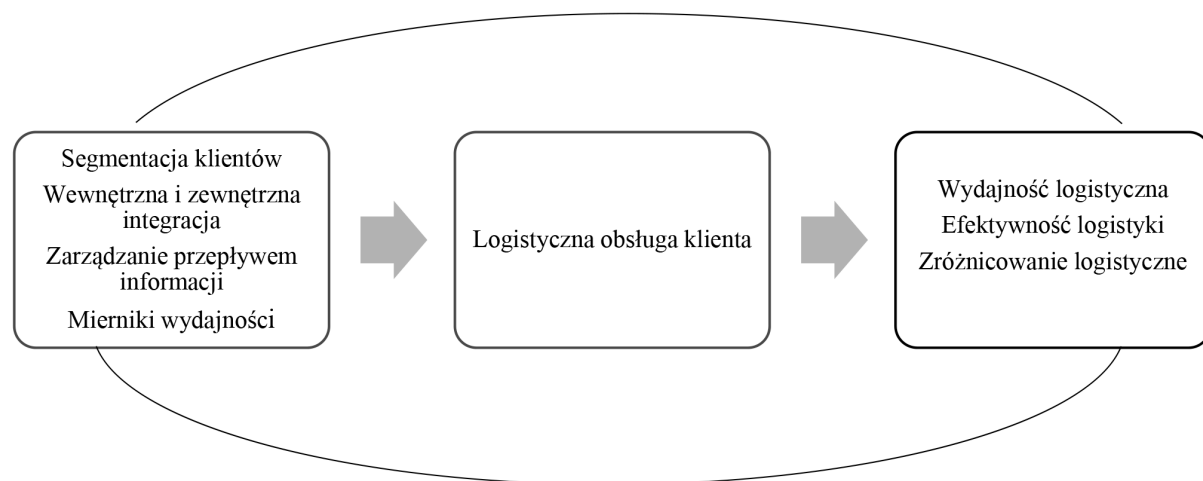 Segmentacja klientów
Wewnętrzna i zewnętrzna
integracja
Zarządzanie przepływem
informacji
Mierniki wydajności
Logistyczna obsługa klienta
Wydajność logistyczna
Efektywność logistyki
Zróżnicowanie logistyczne